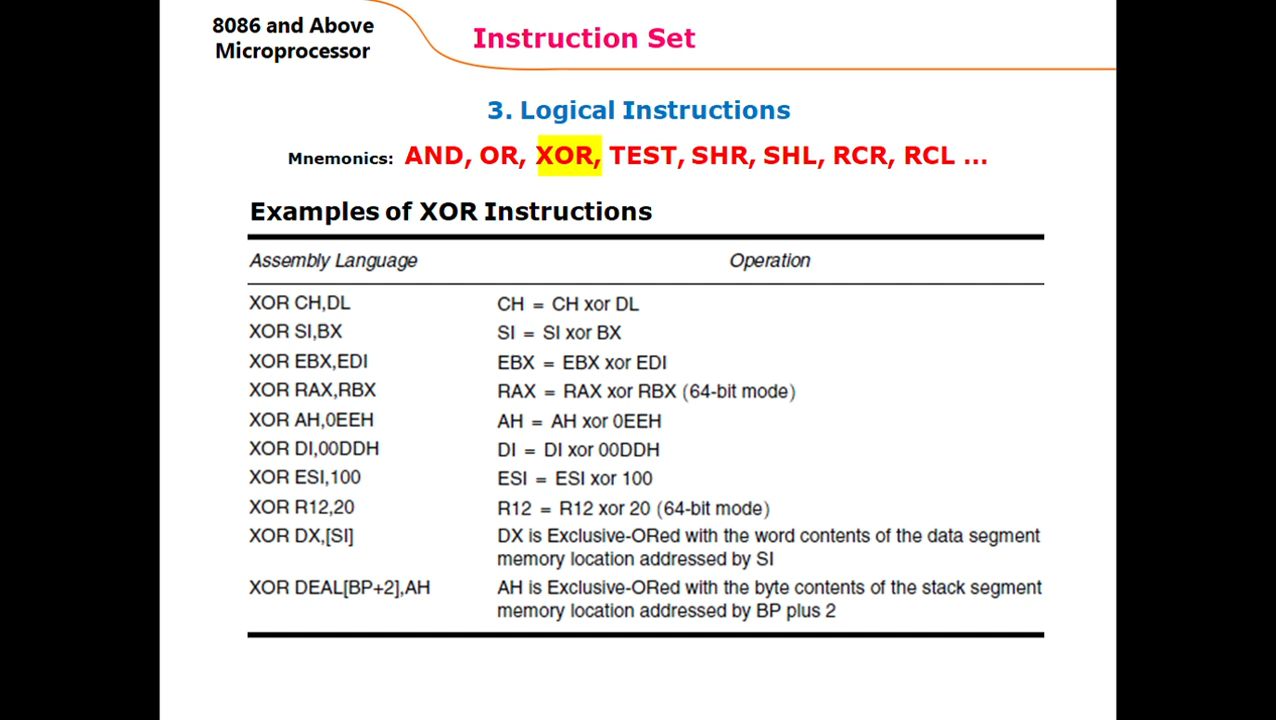 8086 and Above
Microprocessor
Instruction Set
3. Logical Instructions
Mnemonics: AND, OR, XOR, TEST, SHR, SHL, RCR, RCL ...
Examples of XOR Instructions
Assembly Language Operation
XOR CH,DL CH = CH xor DL
XOR SI,BX SI = SI xor BX
XOR EBX,EDI EBX = EBX xor EDI
XOR RAX,RBX RAX = RAX xor RBX (64-bit mode)
XOR AH,0EEH AH = AH xor 0EEH
XOR DI,00DDH DI = DI xor 00DDH
XOR ESI,100 ESI = ESI xor 100
XOR R12,20 R12 = R12 xor 20 (64-bit mode)
XOR DX,[SI] DX is Exclusive-ORed with the word contents of the data segment
memory location addressed by SI
XOR DEAL[BP+2],AH AH is Exclusive-ORed with the byte contents of the stack segment
memory location addressed by BP plus 2